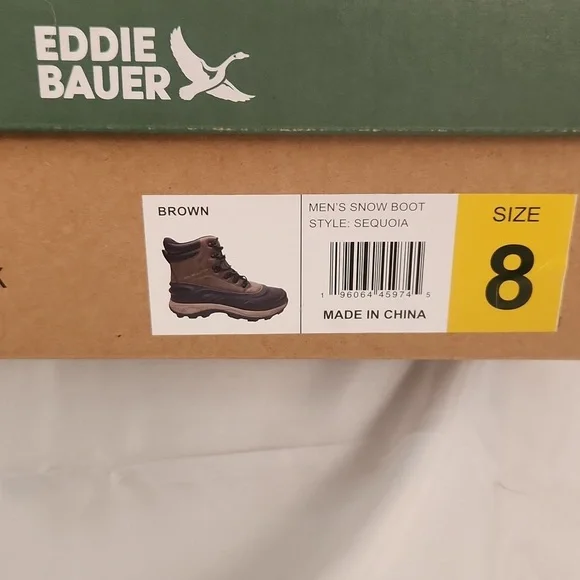 EDDIE
BAUER
K
BROWN
MEN'S SNOW BOOT
STYLE: SEQUOIA
1 96064 45974 5
MADE IN CHINA
SIZE
8